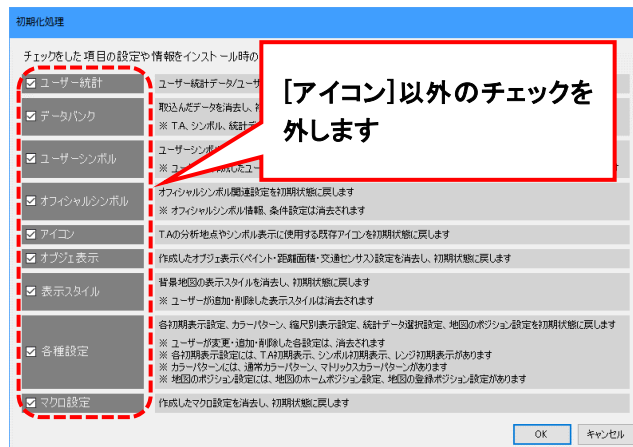 初期化処理
チェックをした項目の設定や情報をインストール時の
[アイコン]以外のチェックを
外します
ユーザー統計
ユーザー統計データ/ユーザ
データバンク
取込んだデータを消去し、
※ T.A、シンボル、統計デ
ユーザーシンボル
ユーザーシンボル
※ ユーザ
したユー
ます
オフィシャルシンボル
オフィシャルシンボル関連設定を初期状態に戻します
※ オフィシャルシンボル情報、条件設定は消去されます
アイコン
T.Aの分析地点やシンボル表示に使用する既存アイコンを初期状態に戻します
オブジェ表示
作成したオブジェ表示(ペイント・距離面積・交通センサス)設定を消去し、初期状態に戻します
表示スタイル
背景地図の表示スタイルを消去し、初期状態に戻します
※ ユーザーが追加・削除した表示スタイルは消去されます
各種設定
各初期表示設定、カラーパターン、縮尺別表示設定、統計データ選択設定、地図のポジション設定を初期状態に戻します
※ ユーザーが変更・追加・削除した各設定は、消去されます
※ 各初期表示設定には、T.A初期表示、シンボル初期表示、レンジ初期表示があります
※ カラーパターンには、通常カラーパターン、マトリックスカラーパターンがあります
※ 地図のポジション設定には、地図のホームポジション設定、地図の登録ポジション設定があります
マクロ設定
作成したマクロ設定を消去し、初期状態に戻します
OK
キャンセル